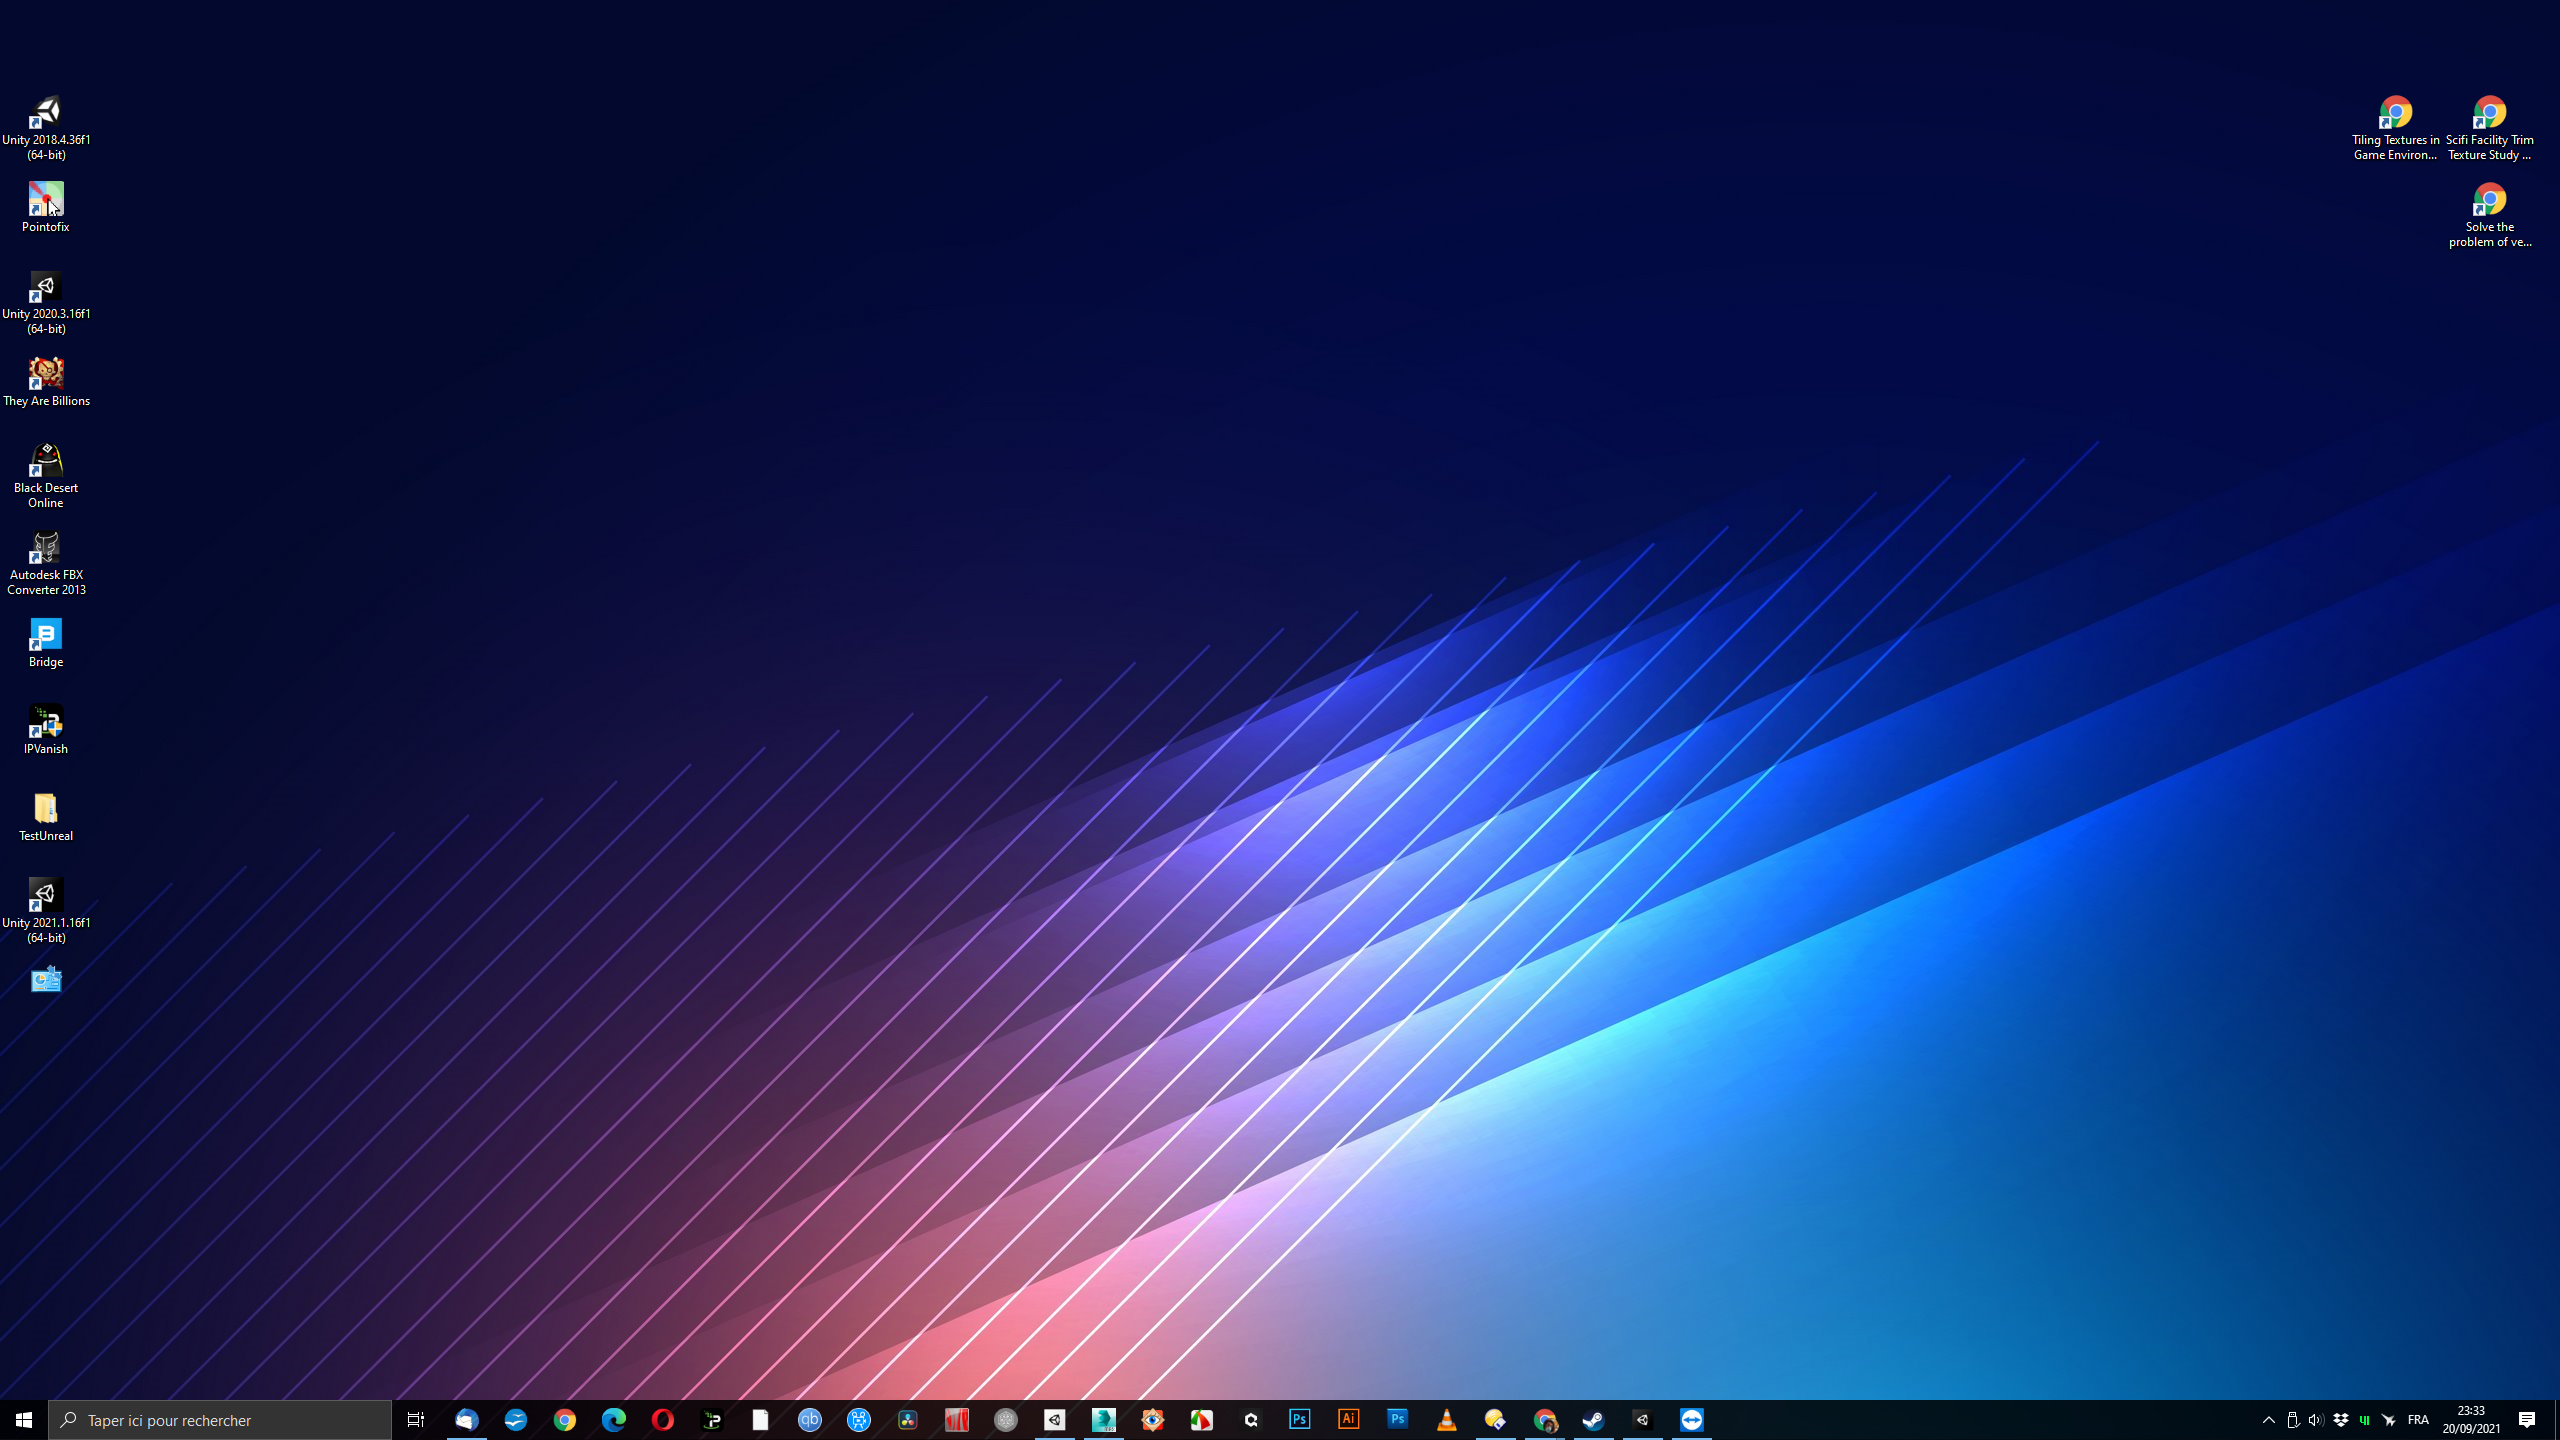 Unity 2018.4.36f1
(64-bit)
Pointofix
Unity 2020.3.16f1
(64-bit)
They Are Billions
Black Desert
Online
Autodesk FBX
Converter 2013
Bridge
IPVanish
TestUnreal
Unity 2021.1.16f1
(64-bit)
Tiling Textures in
Game Environ...
Scifi Facility Trim
Texture Study ...
Solve the
problem of ve...
Taper ici pour rechercher
qb
Ps
Ai
Ps
FRA
23:33
20/09/2021